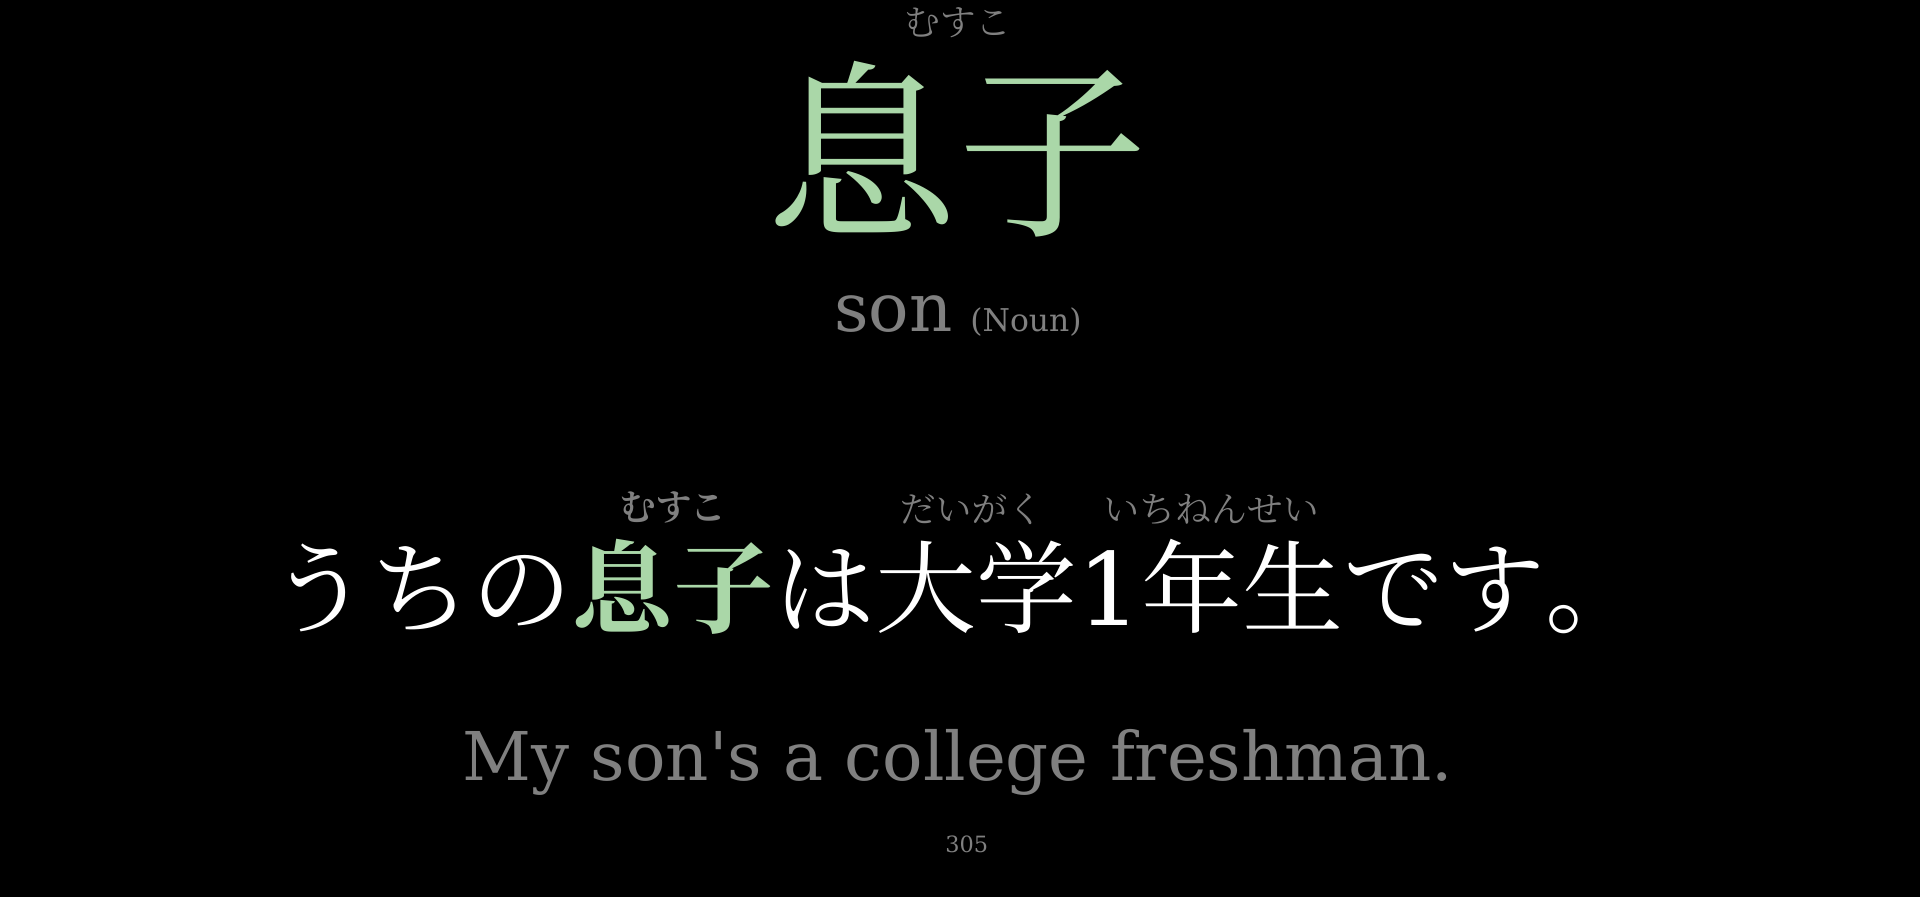 むすこ
息子
son (Noun)
むすこ だいがく いちねんせい
うちの息子は大学1年生です。
My son's a college freshman.
305